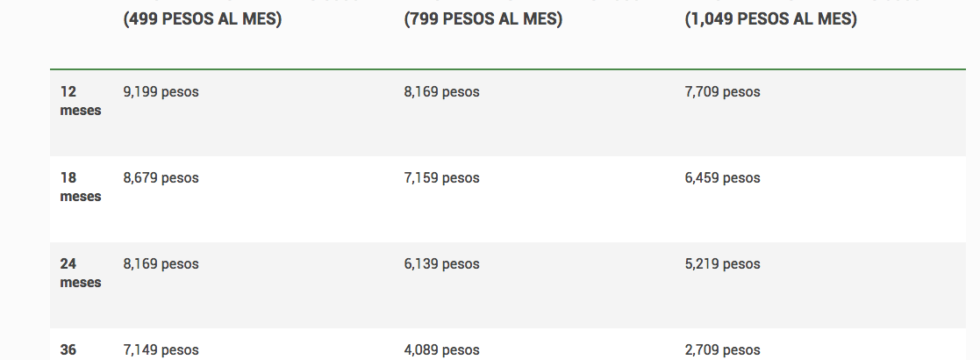 (499 PESOS AL MES) (799 PESOS AL MES) (1,049 PESOS AL MES)
12 meses 9,199 pesos 8,169 pesos 7,709 pesos
18 meses 8,679 pesos 7,159 pesos 6,459 pesos
24 meses 8,169 pesos 6,139 pesos 5,219 pesos
36 7,149 pesos 4,089 pesos 2,709 pesos